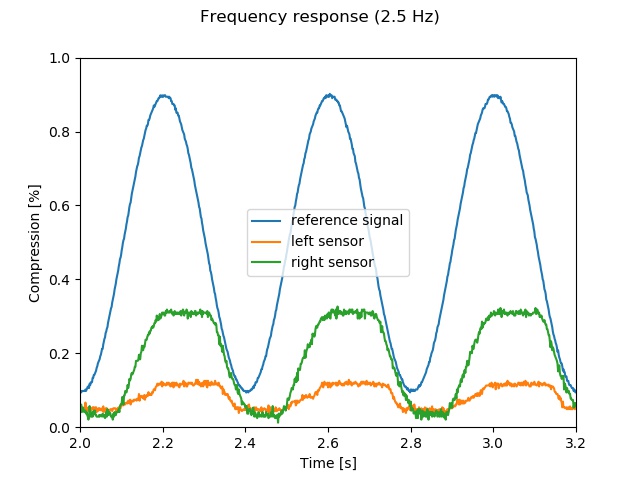 Frequency response (2.5 Hz)
1.0
0.8
0.6
0.4
0.2
0.0
Compression [%]
reference signal
left sensor
right sensor
2.0 2.2 2.4 2.6 2.8 3.0 3.2
Time [s]